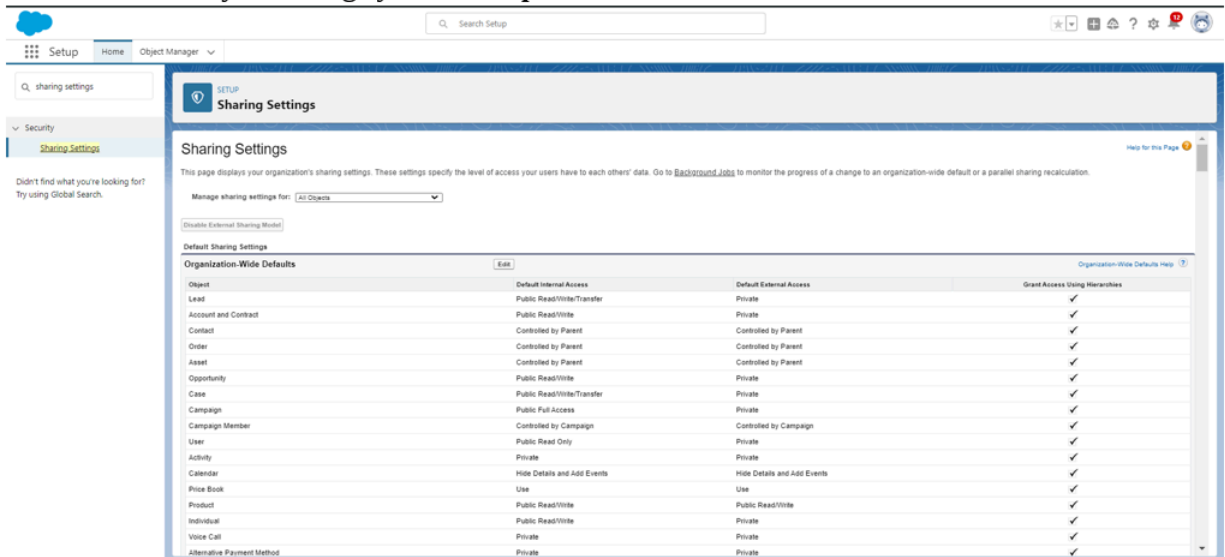 Search Setup
12
Setup Home Object Manager
sharing settings
SETUP
Sharing Settings
Security
Sharing Settings
Didn't find what you're looking for?
Try using Global Search.
Sharing Settings
Help for this Page
This page displays your organization's sharing settings. These settings specify the level of access your users have to each others' data. Go to Background Jobs to monitor the progress of a change to an organization-wide default or a parallel sharing recalculation.
Manage sharing settings for: All Objects
Disable External Sharing Model
Default Sharing Settings
Organization-Wide Defaults Edit Organization-Wide Defaults Help ?
Object Default Internal Access Default External Access Grant Access Using Hierarchies
Lead Public Read/Write/Transfer Private ✓
Account and Contract Public Read/Write Private ✓
Contact Controlled by Parent Controlled by Parent ✓
Order Controlled by Parent Controlled by Parent ✓
Asset Controlled by Parent Controlled by Parent ✓
Opportunity Public Read/Write Private ✓
Case Public Read/Write/Transfer Private ✓
Campaign Public Full Access Private ✓
Campaign Member Controlled by Campaign Controlled by Campaign ✓
User Public Read Only Private ✓
Activity Private Private ✓
Calendar Hide Details and Add Events Hide Details and Add Events ✓
Price Book Use Use ✓
Product Public Read/Write Public Read/Write ✓
Individual Public Read/Write Private ✓
Voice Call Private Private ✓
Alternative Payment Method Private Private ✓